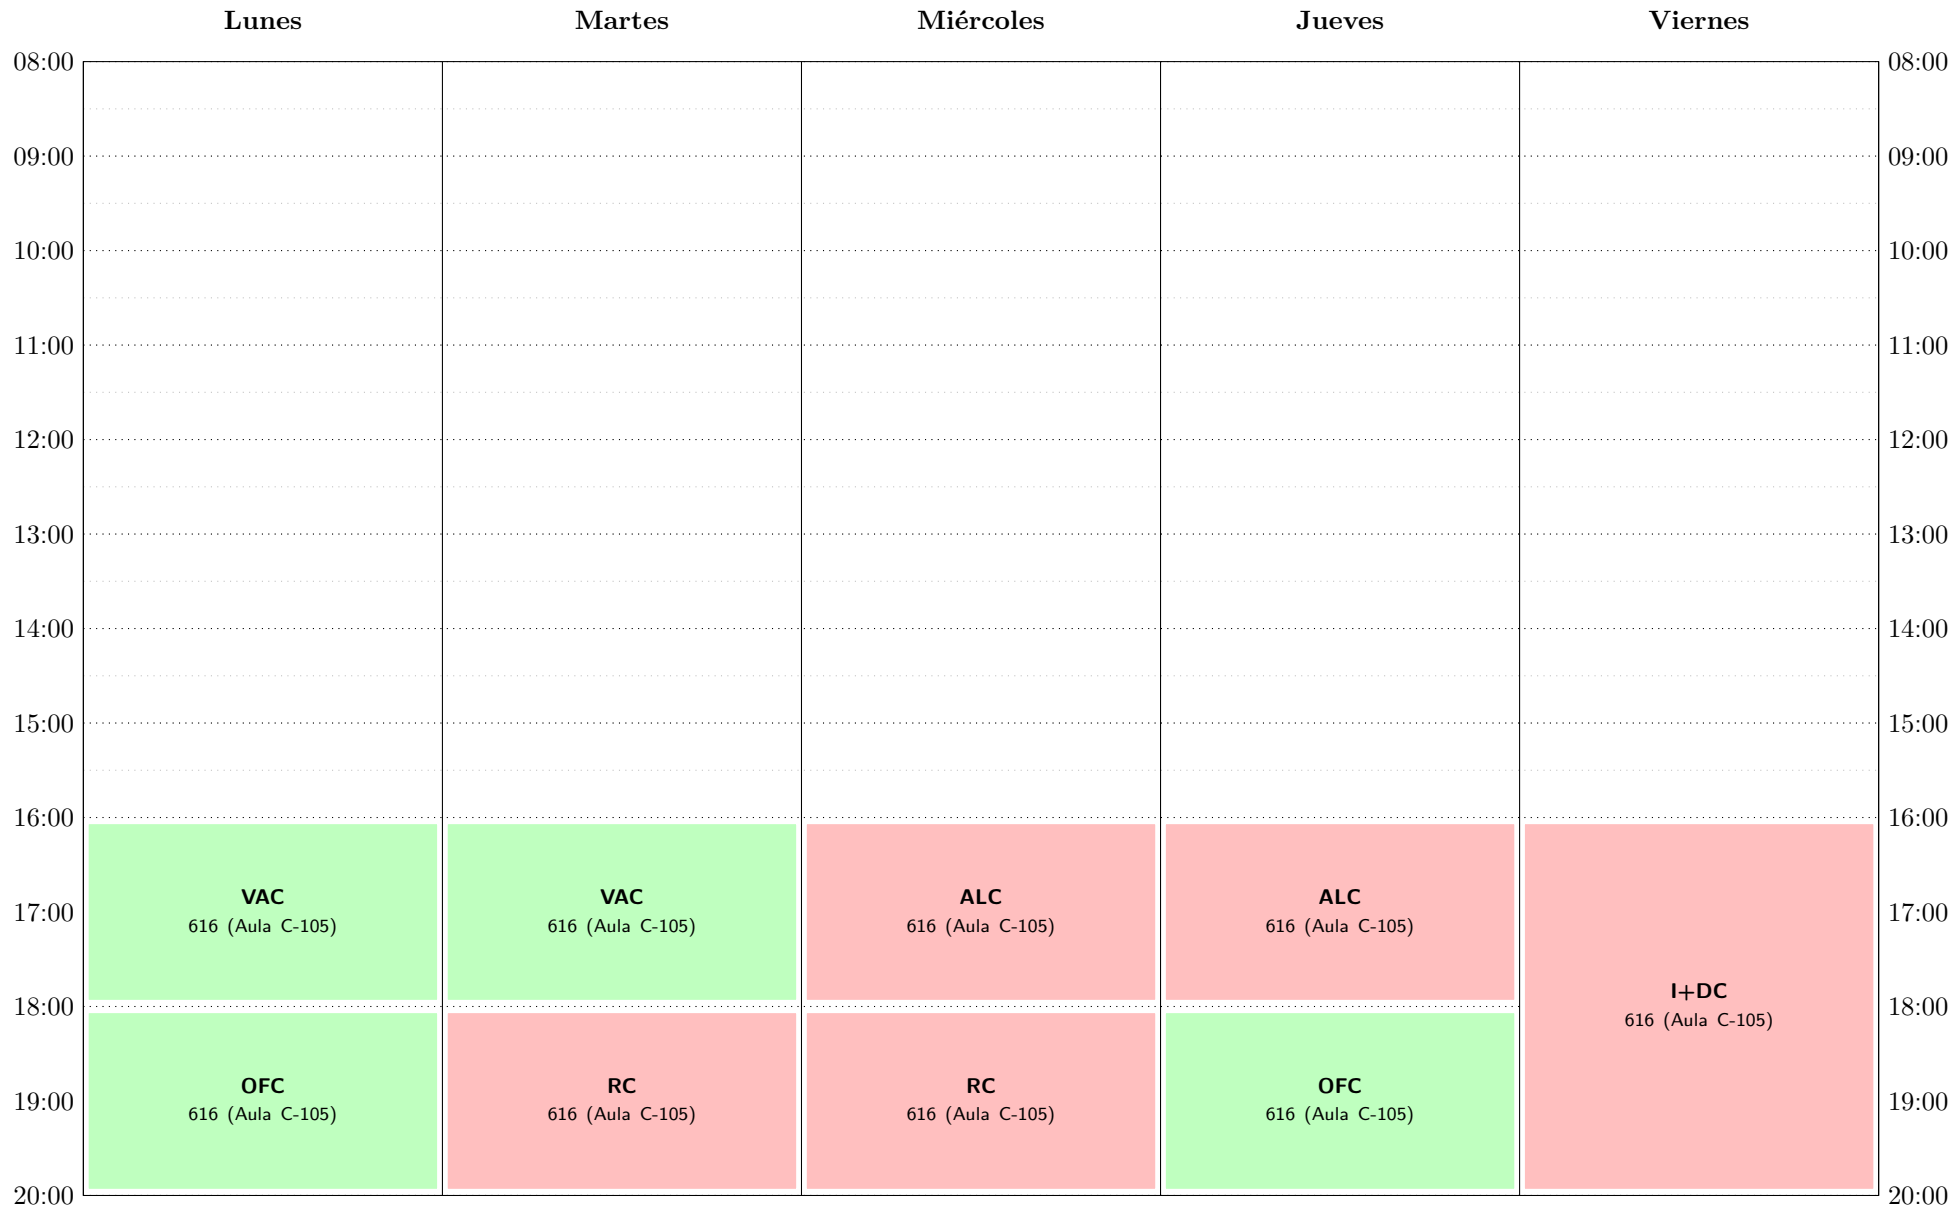 Lunes Martes Miércoles Jueves Viernes
08:00 08:00
09:00 09:00
10:00 10:00
11:00 11:00
12:00 12:00
13:00 13:00
14:00 14:00
15:00 15:00
16:00 16:00
VAC VAC ALC ALC
17:00 17:00
616 (Aula C-105) 616 (Aula C-105) 616 (Aula C-105) 616 (Aula C-105)
I+DC
18:00 18:00
616 (Aula C-105)
OFC RC RC OFC
19:00 19:00
616 (Aula C-105) 616 (Aula C-105) 616 (Aula C-105) 616 (Aula C-105)
20:00 20:00